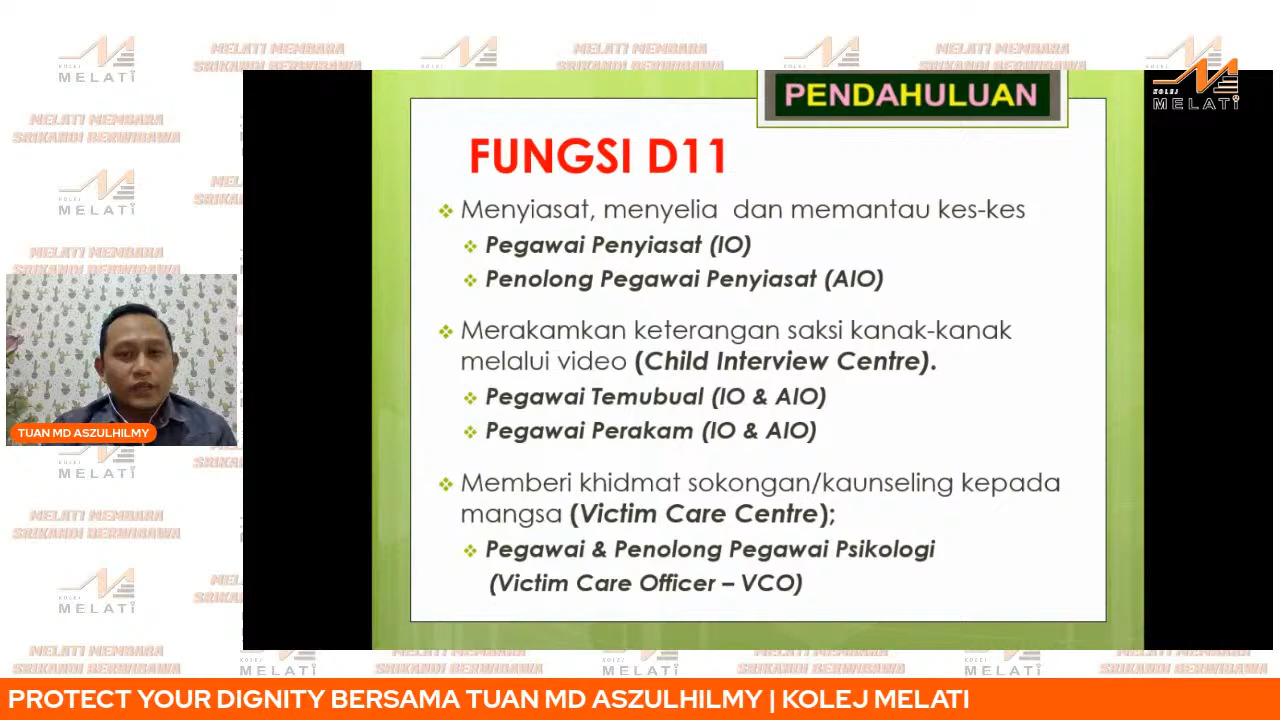 KOLEJ MELATI
MELATI MEMBARA
SRIKANDI BERWIBAWA
KOLEJ
MELATI
PENDAHULUAN
FUNGSI D11
Menyiasat, menyelia dan memantau kes-kes
Pegawai Penyiasat (IO)
Penolong Pegawai Penyiasat (AIO)
Merakamkan keterangan saksi kanak-kanak
melalui video (Child Interview Centre).
Pegawai Temubual (IO & AIO)
Pegawai Perakam (IO & AIO)
Memberi khidmat sokongan/kaunseling kepada
mangsa (Victim Care Centre);
Pegawai & Penolong Pegawai Psikologi
(Victim Care Officer – VCO)
TUAN MD ASZULHILMY
PROTECT YOUR DIGNITY BERSAMA TUAN MD ASZULHILMY | KOLEJ MELATI